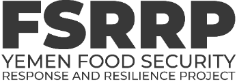 FSRRP
YEMEN FOOD SECURITY
RESPONSE AND RESILIENCE PROJECT